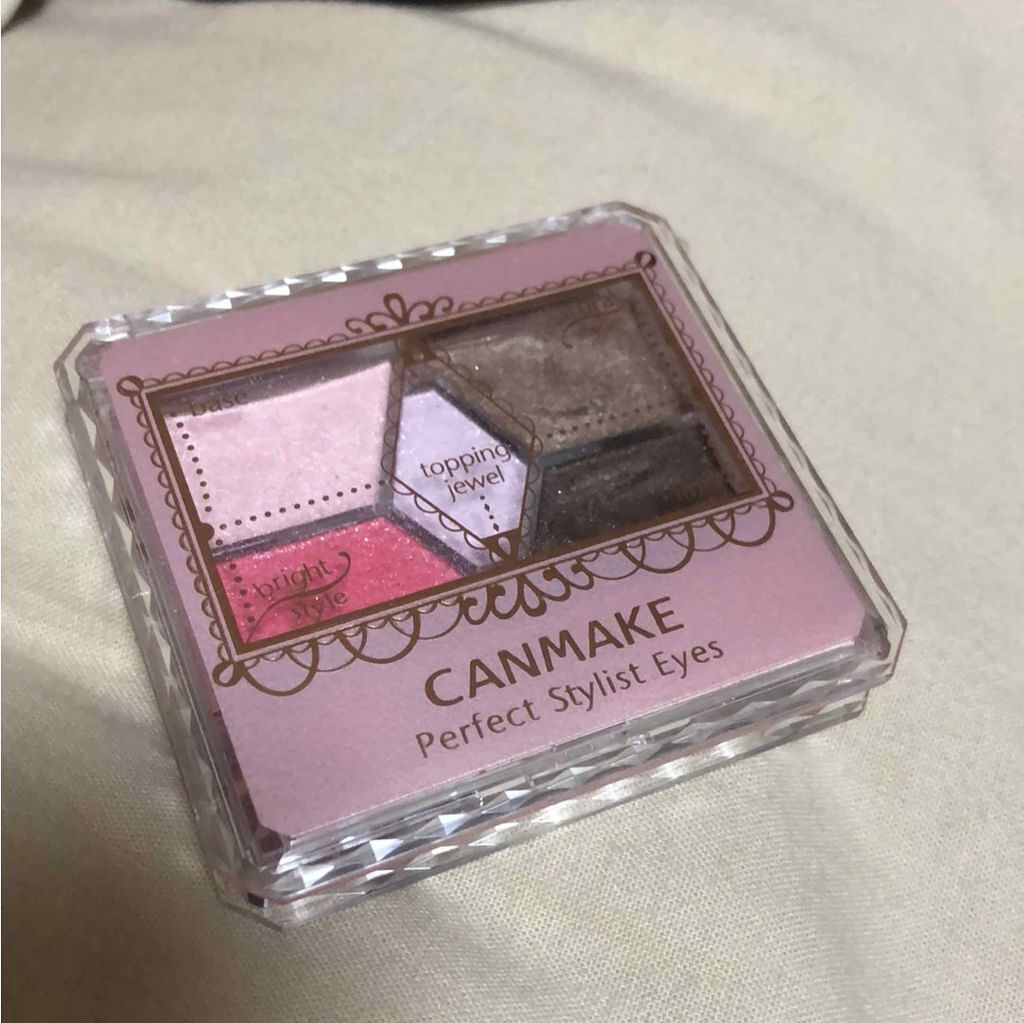 base
topping
jewel
bright
style
CANMAKE
Perfect Stylist Eyes